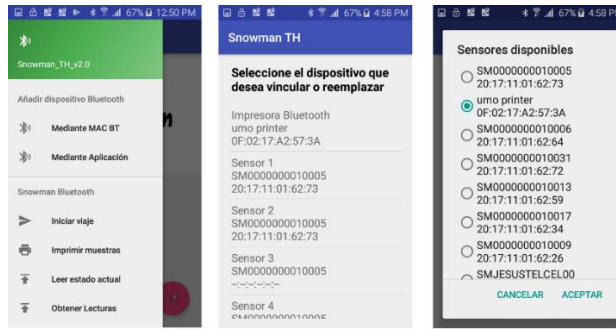 67% 12:50 PM
Snowman_TH_v2.0
Añadir dispositivo Bluetooth
Mediante MAC BT
Mediante Aplicación
Snowman Bluetooth
Iniciar viaje
Imprimir muestras
Leer estado actual
Obtener Lecturas
67% 4:58 PM
Snowman TH
Seleccione el dispositivo que
desea vincular o reemplazar
Impresora Bluetooth
umo printer
0F:02:17:A2:57:3A
Sensor 1
SM0000000010005
20:17:11:01:62:73
Sensor 2
SM0000000010005
20:17:11:01:62:73
Sensor 3
SM0000000010005
--:--:--:--:--
Sensor 4
SM0000000010005
67% 4:58 PM
Sensores disponibles
SM0000000010005
20:17:11:01:62:73
umo printer
0F:02:17:A2:57:3A
SM0000000010006
20:17:11:01:62:64
SM0000000010031
20:17:11:01:62:72
SM0000000010013
20:17:11:01:62:59
SM0000000010017
20:17:11:01:62:34
SM0000000010009
20:17:11:01:62:26
SMJESUSTELCEL00
CANCELAR ACEPTAR